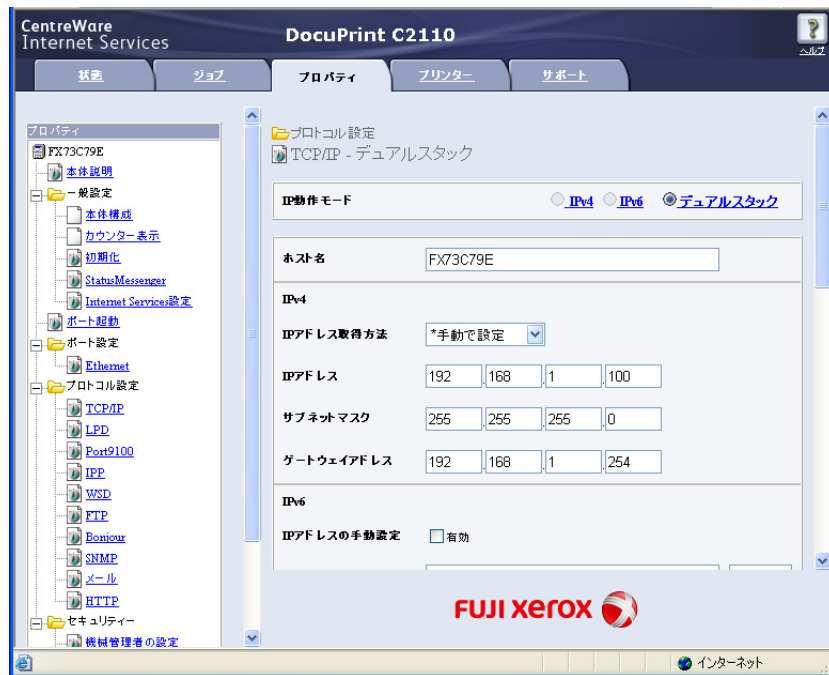 CentreWare
Internet Services
DocuPrint C2110
ヘルプ
状態
ジョブ
プロパティ
プリンター
サポート
プロパティ
FX73C79E
本体説明
一般設定
本体構成
カウンター表示
初期化
StatusMessenger
Internet Services設定
ポート起動
ポート設定
Ethernet
プロトコル設定
TCP/IP
LPD
Port9100
IPP
WSD
FTP
Bonjour
SNMP
メール
HTTP
セキュリティー
機械管理者の設定
プロトコル設定
TCP/IP - デュアルスタック
IP動作モード IPv4 IPv6 デュアルスタック
ホスト名 FX73C79E
IPv4
IPアドレス取得方法 *手動で設定
IPアドレス 192 .168 .1 .100
サブネットマスク 255 .255 .255 .0
ゲートウェイアドレス 192 .168 .1 .254
IPv6
IPアドレスの手動設定 有効
FUJI xerox
インターネット